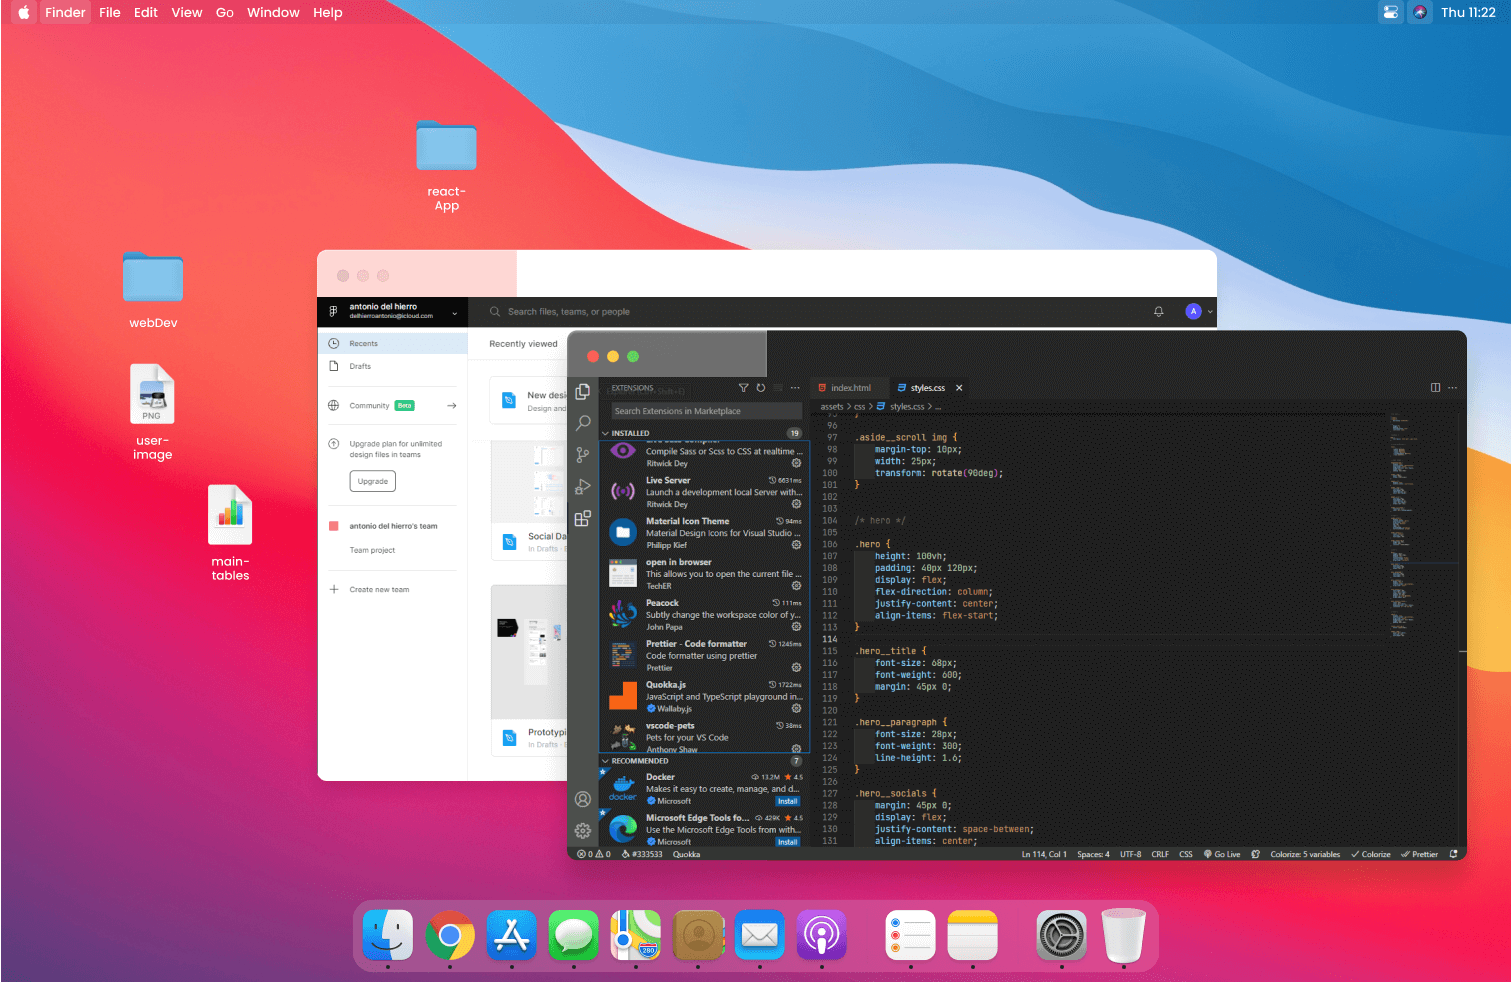 Finder File Edit View Go Window Help
Thu 11:22
react-
App
webDev
PNG
user-
image
main-
tables
antonio del hierro
delhierroantonio@icloud.com
Search files, teams, or people
A
Recents
Drafts
Community Beta
Upgrade plan for unlimited
design files in teams
Upgrade
antonio del hierro's team
Team project
Create new team
Recently viewed
New desi
Design and
Social Da
In Drafts
Prototypi
In Drafts
EXTENSIONS
Search Extensions in Marketplace
INSTALLED 19
Compile Sass or Scss to CSS at realtime ...
Ritwick Dey
Live Server 6631ms
Launch a development local Server with...
Ritwick Dey
Material Icon Theme 94ms
Material Design Icons for Visual Studio ...
Philipp Kief
open in browser
This allows you to open the current file ...
TechER
Peacock 111ms
Subtly change the workspace color of y...
John Papa
Prettier - Code formatter 1245ms
Code formatter using prettier
Prettier
Quokka.js 1722ms
JavaScript and TypeScript playground in...
Wallaby.js
vscode-pets 38ms
Pets for your VS Code
Anthony Shaw
RECOMMENDED 7
Docker 13.2M 4.5
Makes it easy to create, manage, and d...
Microsoft Install
docker
Microsoft Edge Tools fo... 429K 4.5
Use the Microsoft Edge Tools from with...
Microsoft Install
index.html styles.css
assets > css > styles.css > ...
95 }
96
97 .aside__scroll img {
98 margin-top: 10px;
99 width: 25px;
100 transform: rotate(90deg);
101 }
102
103
104 /* hero */
105
106 .hero {
107 height: 100vh;
108 padding: 40px 120px;
109 display: flex;
110 flex-direction: column;
111 justify-content: center;
112 align-items: flex-start;
113 }
114
115 .hero__title {
116 font-size: 68px;
117 font-weight: 600;
118 margin: 45px 0;
119 }
120
121 .hero__paragraph {
122 font-size: 28px;
123 font-weight: 300;
124 line-height: 1.6;
125 }
126
127 .hero__socials {
128 margin: 45px 0;
129 display: flex;
130 justify-content: space-between;
131 align-items: center;
0 0 #333533 Quokka
Ln 114, Col 1 Spaces: 4 UTF-8 CRLF CSS Go Live Colorize: 5 variables Colorize Prettier
280